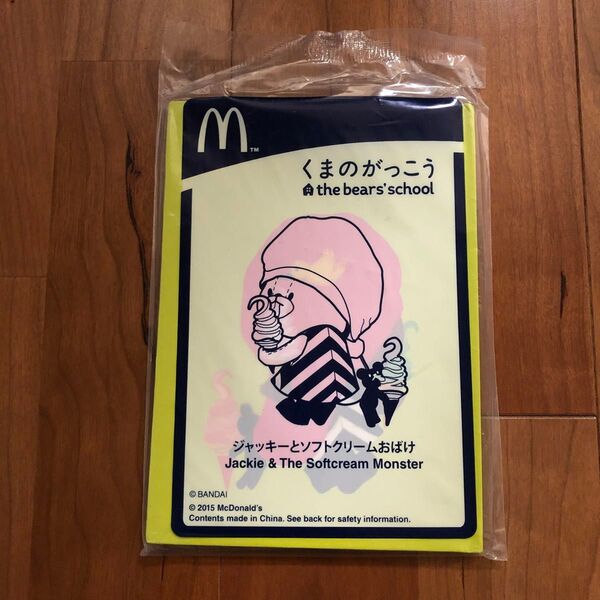 M™
くまのがっこう
the bears' school
ジャッキーとソフトクリームおばけ
Jackie & The Softcream Monster
© BANDAI
© 2015 McDonald's
Contents made in China. See back for safety information.